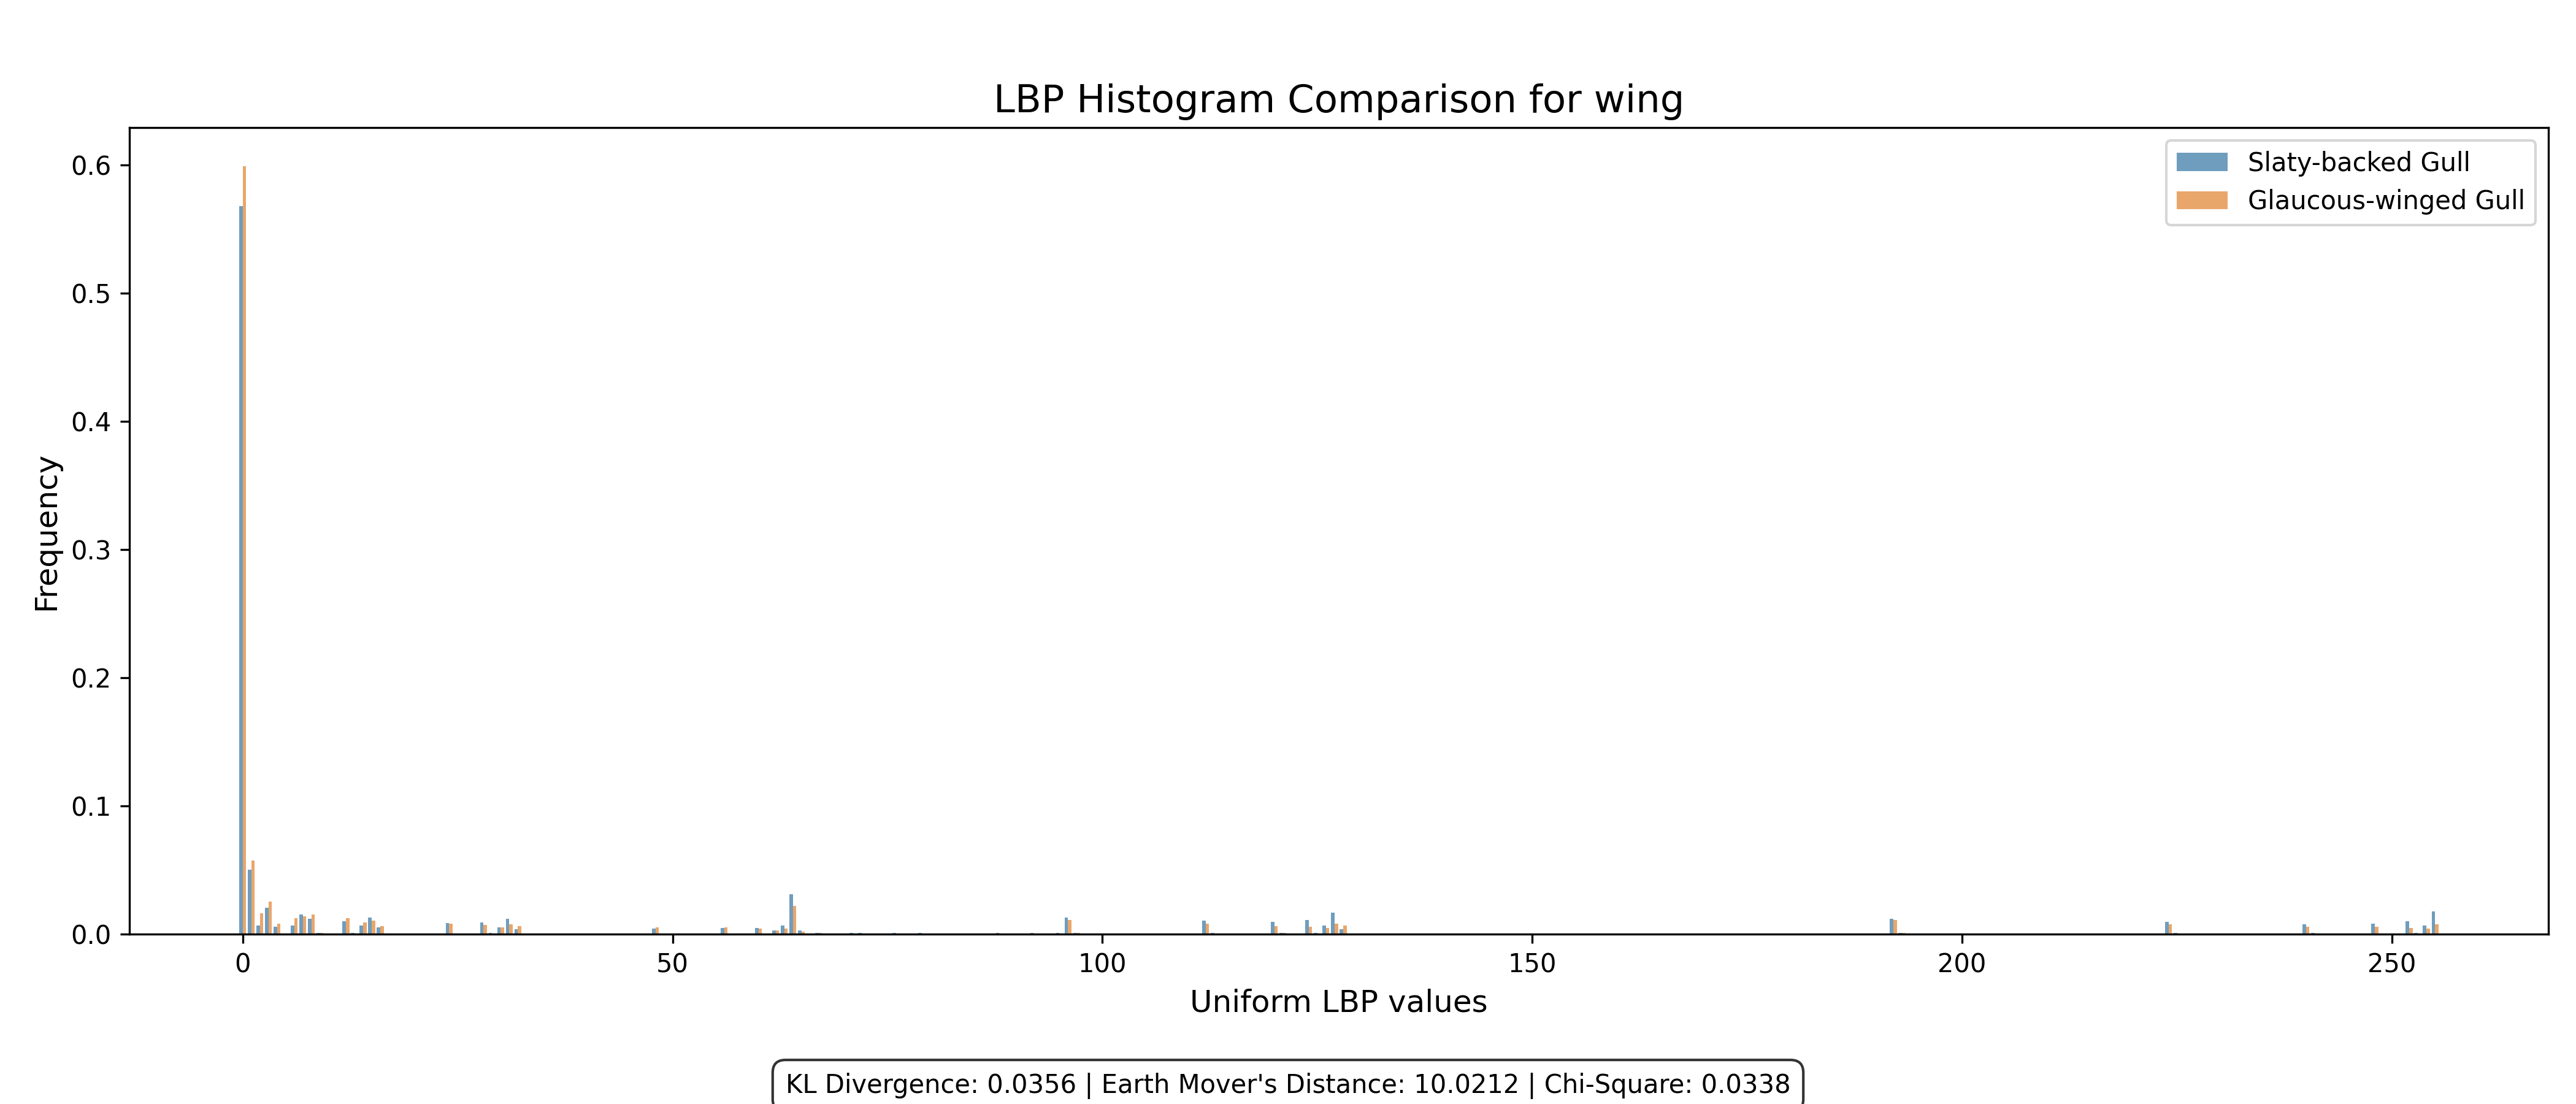 LBP Histogram Comparison for wing
Slaty-backed Gull
Glaucous-winged Gull
0.6
0.5
0.4
0.3
0.2
0.1
0.0
Frequency
0 50 100 150 200 250
Uniform LBP values
KL Divergence: 0.0356 | Earth Mover's Distance: 10.0212 | Chi-Square: 0.0338